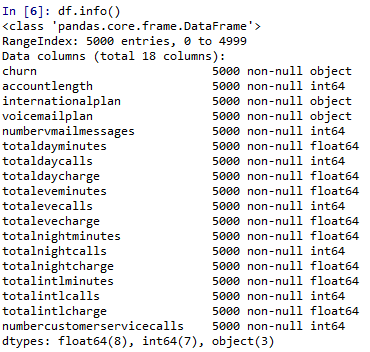 In [6]: df.info()
<class 'pandas.core.frame.DataFrame'>
RangeIndex: 5000 entries, 0 to 4999
Data columns (total 18 columns):
churn                         5000 non-null object
accountlength                 5000 non-null int64
internationalplan             5000 non-null object
voicemailplan                 5000 non-null object
numbervmailmessages           5000 non-null int64
totaldayminutes               5000 non-null float64
totaldaycalls                 5000 non-null int64
totaldaycharge                5000 non-null float64
totaleveminutes               5000 non-null float64
totalevecalls                 5000 non-null int64
totalevecharge                5000 non-null float64
totalnightminutes             5000 non-null float64
totalnightcalls               5000 non-null int64
totalnightcharge              5000 non-null float64
totalintlminutes              5000 non-null float64
totalintlcalls                5000 non-null int64
totalintlcharge               5000 non-null float64
numbercustomerservicecalls    5000 non-null int64
dtypes: float64(8), int64(7), object(3)